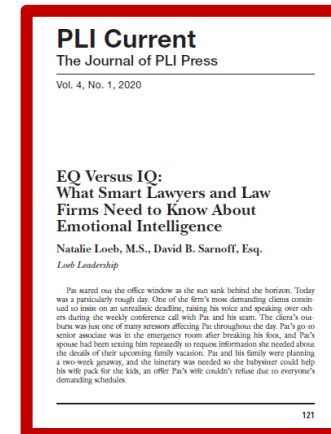 PLI Current
The Journal of PLI Press
Vol. 4, No. 1, 2020
EQ Versus IQ:
What Smart Lawyers and Law
Firms Need to Know About
Emotional Intelligence
Natalie Loeb, M.S., David B. Sarnoff, Esq.
Loeb Leadership
Pat stared out the office window as the sun sank behind the horizon. Today
was a particularly rough day. One of the firm's most demanding clients contin-
ued to insist on an unrealistic deadline, raising his voice and speaking over oth-
ers during the weekly conference call with Pat and his team. The client's out-
burst was just one of many stressors affecting Pat throughout the day. Pat's go-to
senior associate was in the emergency room after breaking his foot, and Pat's
spouse had been texting him repeatedly to request information she needed about
the details of their upcoming family vacation. Pat and his family were planning
a two-week getaway, and the itinerary was needed so the babysitter could help
his wife pack for the kids, an offer Pat's wife couldn't refuse due to everyone's
demanding schedules.
121